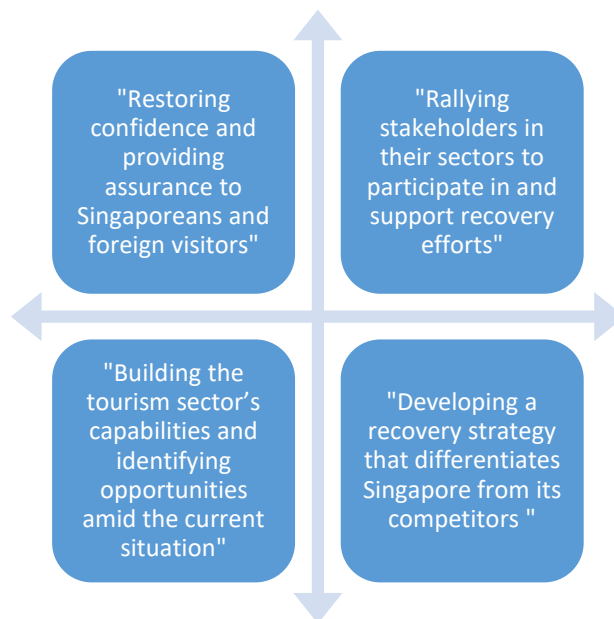 "Restoring
confidence and
providing
assurance to
Singaporeans and
foreign visitors"
"Rallying
stakeholders in
their sectors to
participate in and
support recovery
efforts"
"Building the
tourism sector’s
capabilities and
identifying
opportunities
amid the current
situation"
"Developing a
recovery strategy
that differentiates
Singapore from its
competitors "